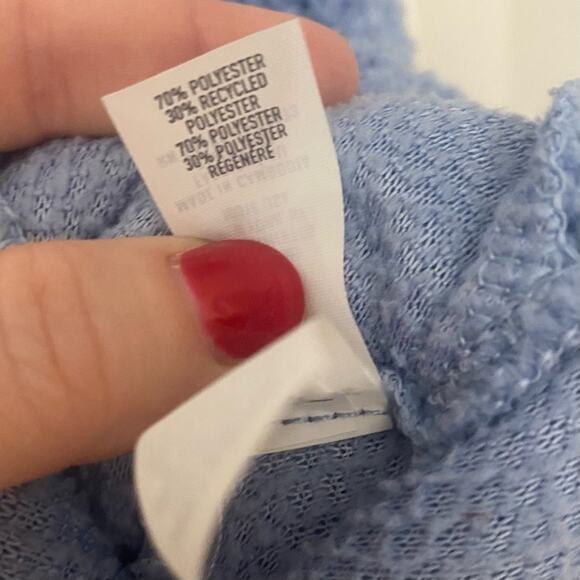 70% POLYESTER
30% RECYCLED
POLYESTER
70% POLYESTER
30% POLYESTER
RÉGÉNÉRÉ